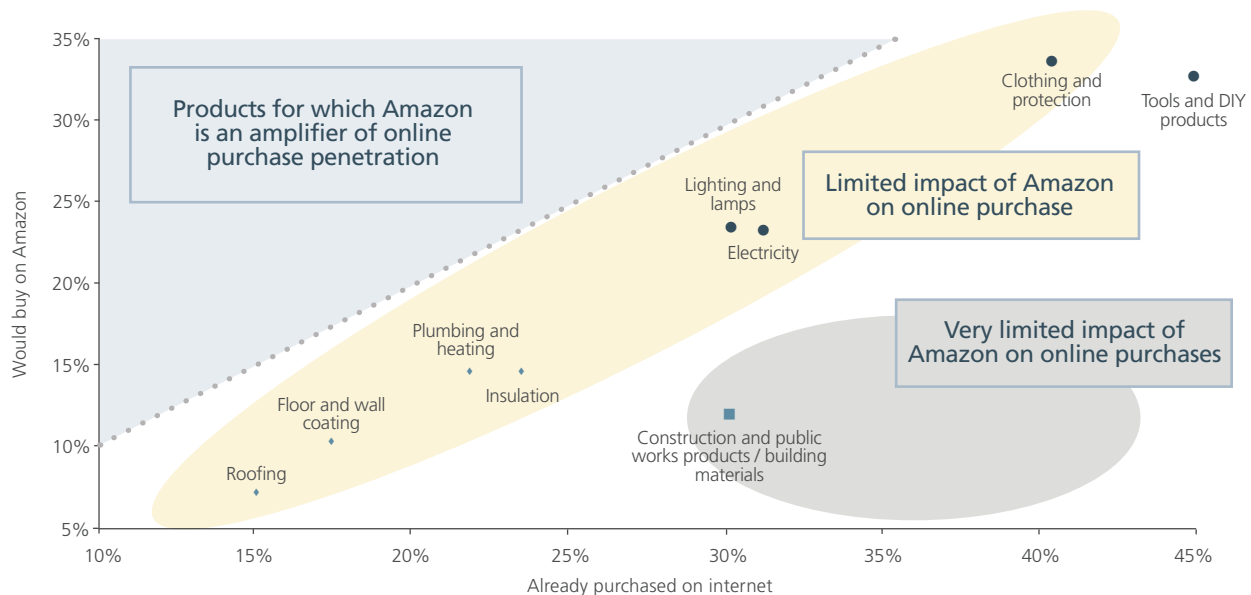 35%
30%
25%
20%
15%
10%
5%
Would buy on Amazon
Products for which Amazon
is an amplifier of online
purchase penetration
Clothing and
protection
Tools and DIY
products
Limited impact of Amazon
on online purchase
Lighting and
lamps
Electricity
Very limited impact of
Amazon on online purchases
Plumbing and
heating
Insulation
Floor and wall
coating
Construction and public
works products / building
materials
Roofing
10%
15%
20%
25%
30%
35%
40%
45%
Already purchased on internet